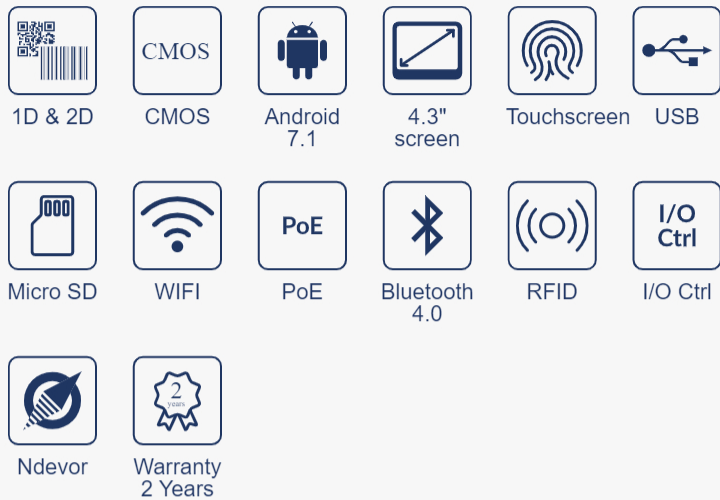 CMOS
1D & 2D
CMOS
Android
7.1
4.3"
screen
Touchscreen
USB
PoE
I/O
Ctrl
Micro SD
WIFI
PoE
Bluetooth
4.0
RFID
I/O Ctrl
2
years
Ndevor
Warranty
2 Years